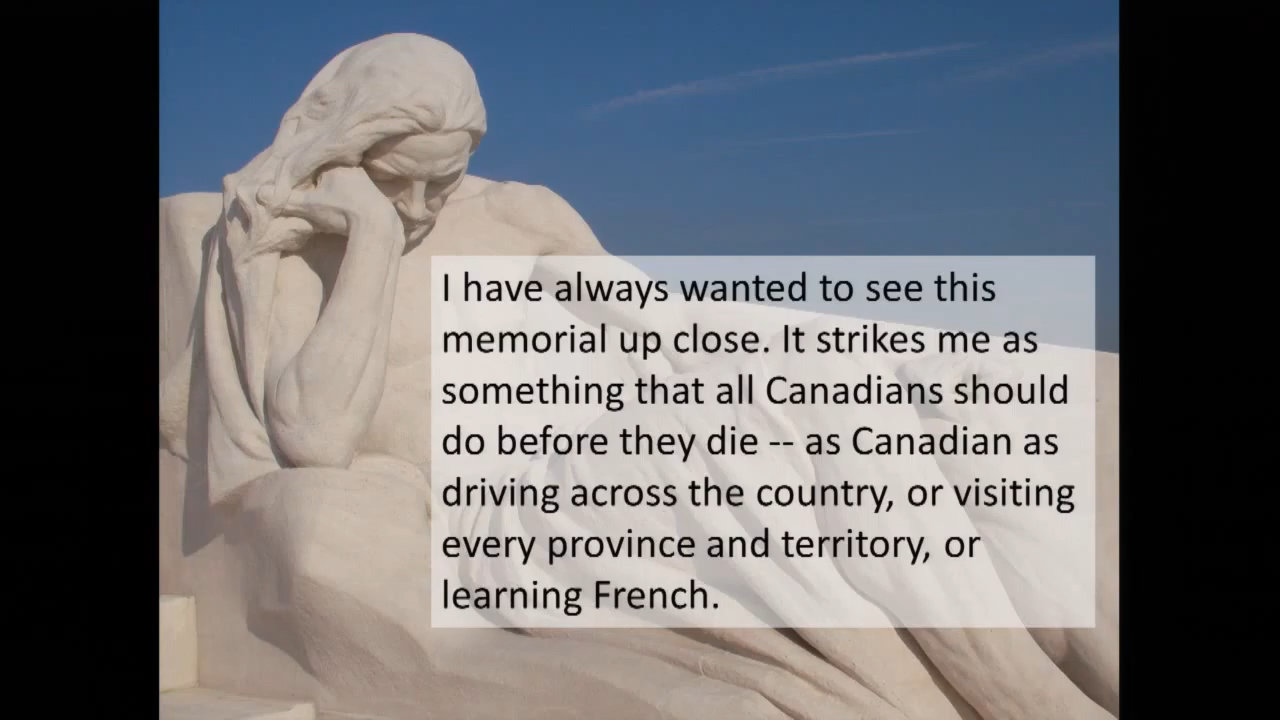 I have always wanted to see this
memorial up close. It strikes me as
something that all Canadians should
do before they die -- as Canadian as
driving across the country, or visiting
every province and territory, or
learning French.